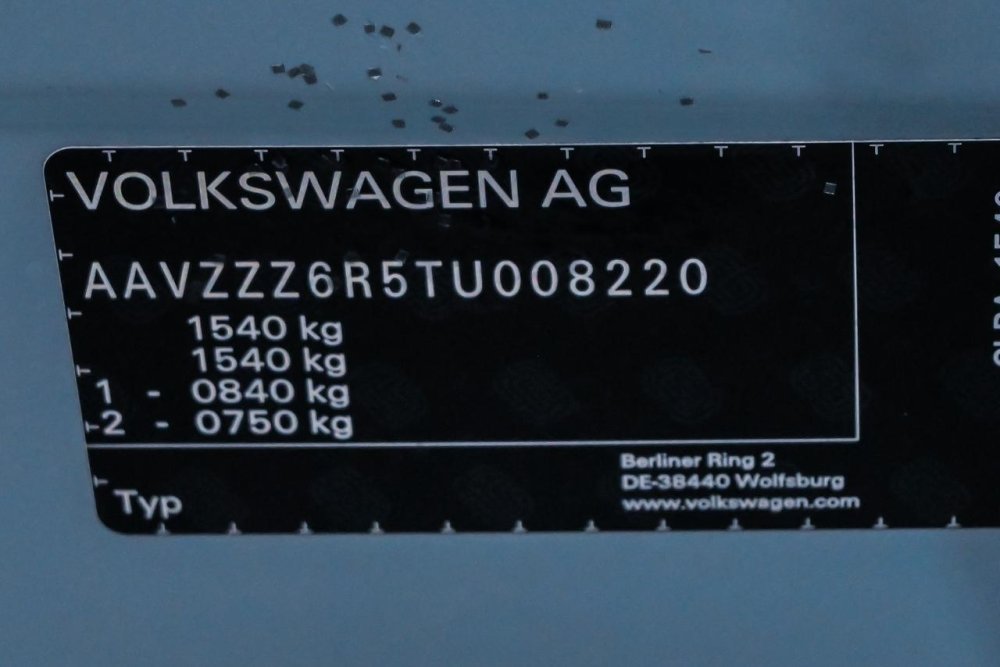 VOLKSWAGEN AG
AAVZZZ6R5TU008220
1540 kg
1540 kg
1 - 0840 kg
2 - 0750 kg
Berliner Ring 2
DE-38440 Wolfsburg
www.volkswagen.com
Typ